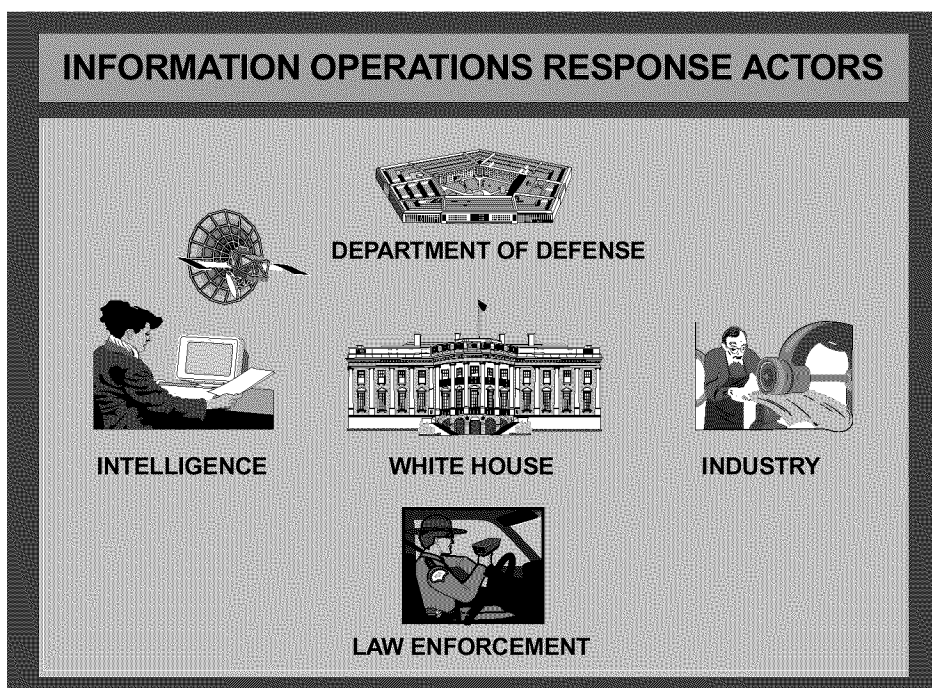 INFORMATION OPERATIONS RESPONSE ACTORS
DEPARTMENT OF DEFENSE
INTELLIGENCE
WHITE HOUSE
INDUSTRY
LAW ENFORCEMENT